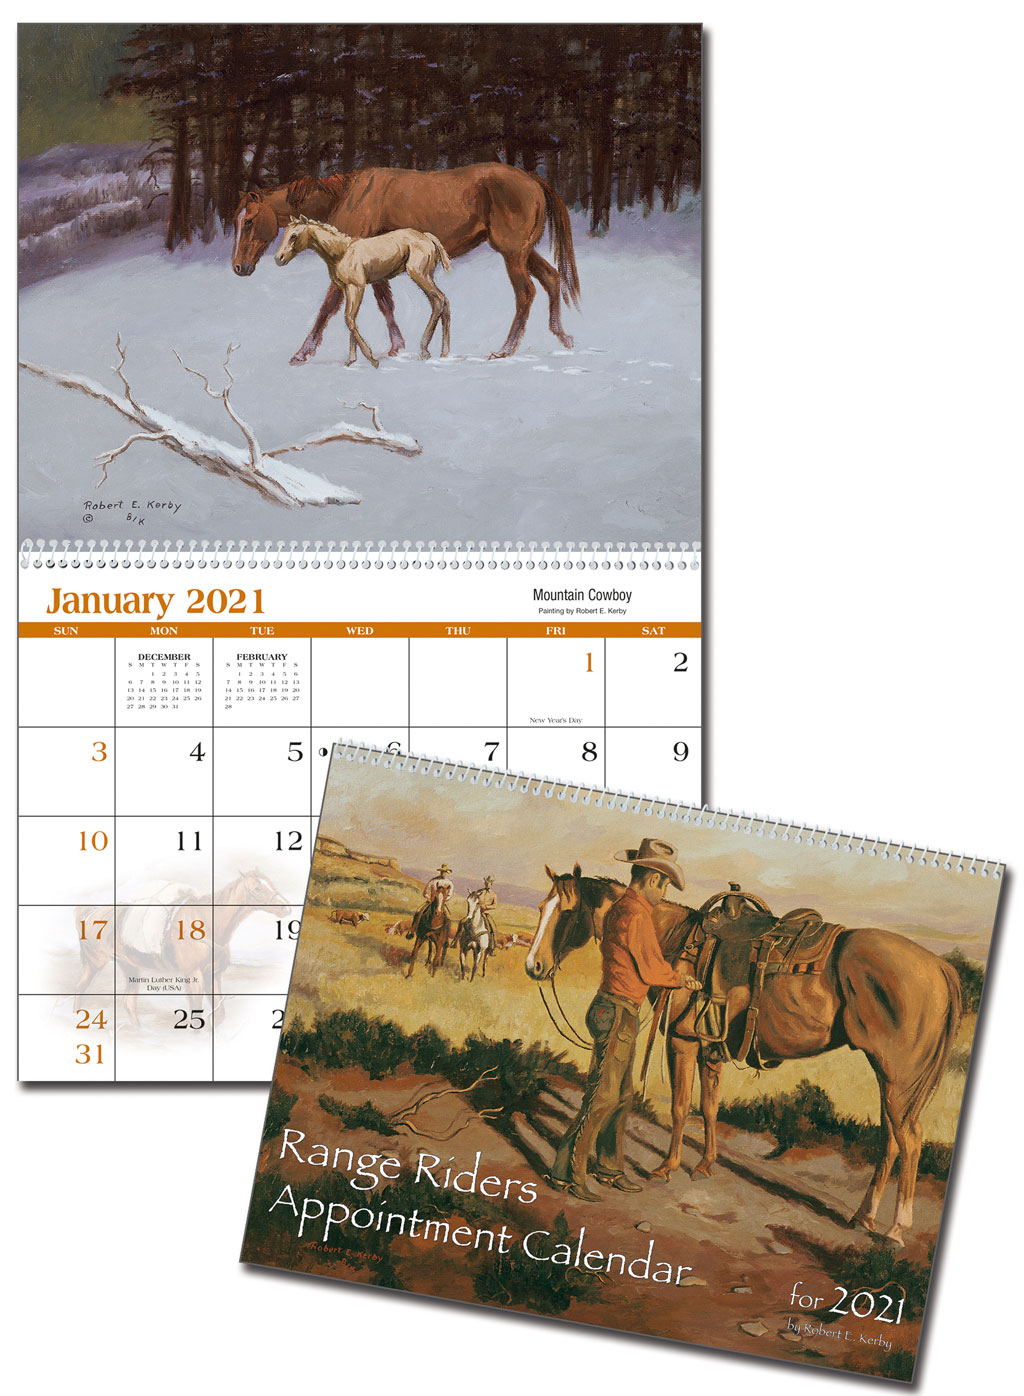 Robert E. Kerby
© B/K
January 2021
Mountain Cowboy
Painting by Robert E. Kerby
SUN MON TUE WED THU FRI SAT
DECEMBER
S M T W T F S
1 2 3 4 5
6 7 8 9 10 11 12
13 14 15 16 17 18 19
20 21 22 23 24 25 26
27 28 29 30 31
FEBRUARY
S M T W T F S
1 2 3 4 5 6
7 8 9 10 11 12 13
14 15 16 17 18 19 20
21 22 23 24 25 26 27
28
1 2
New Year's Day
3 4 5 6 7 8 9
10 11 12
17 18 19
Martin Luther King Jr.
Day (USA)
24 25
31
Range Riders
Appointment Calendar
Robert E. Kerby
for 2021
by Robert E. Kerby